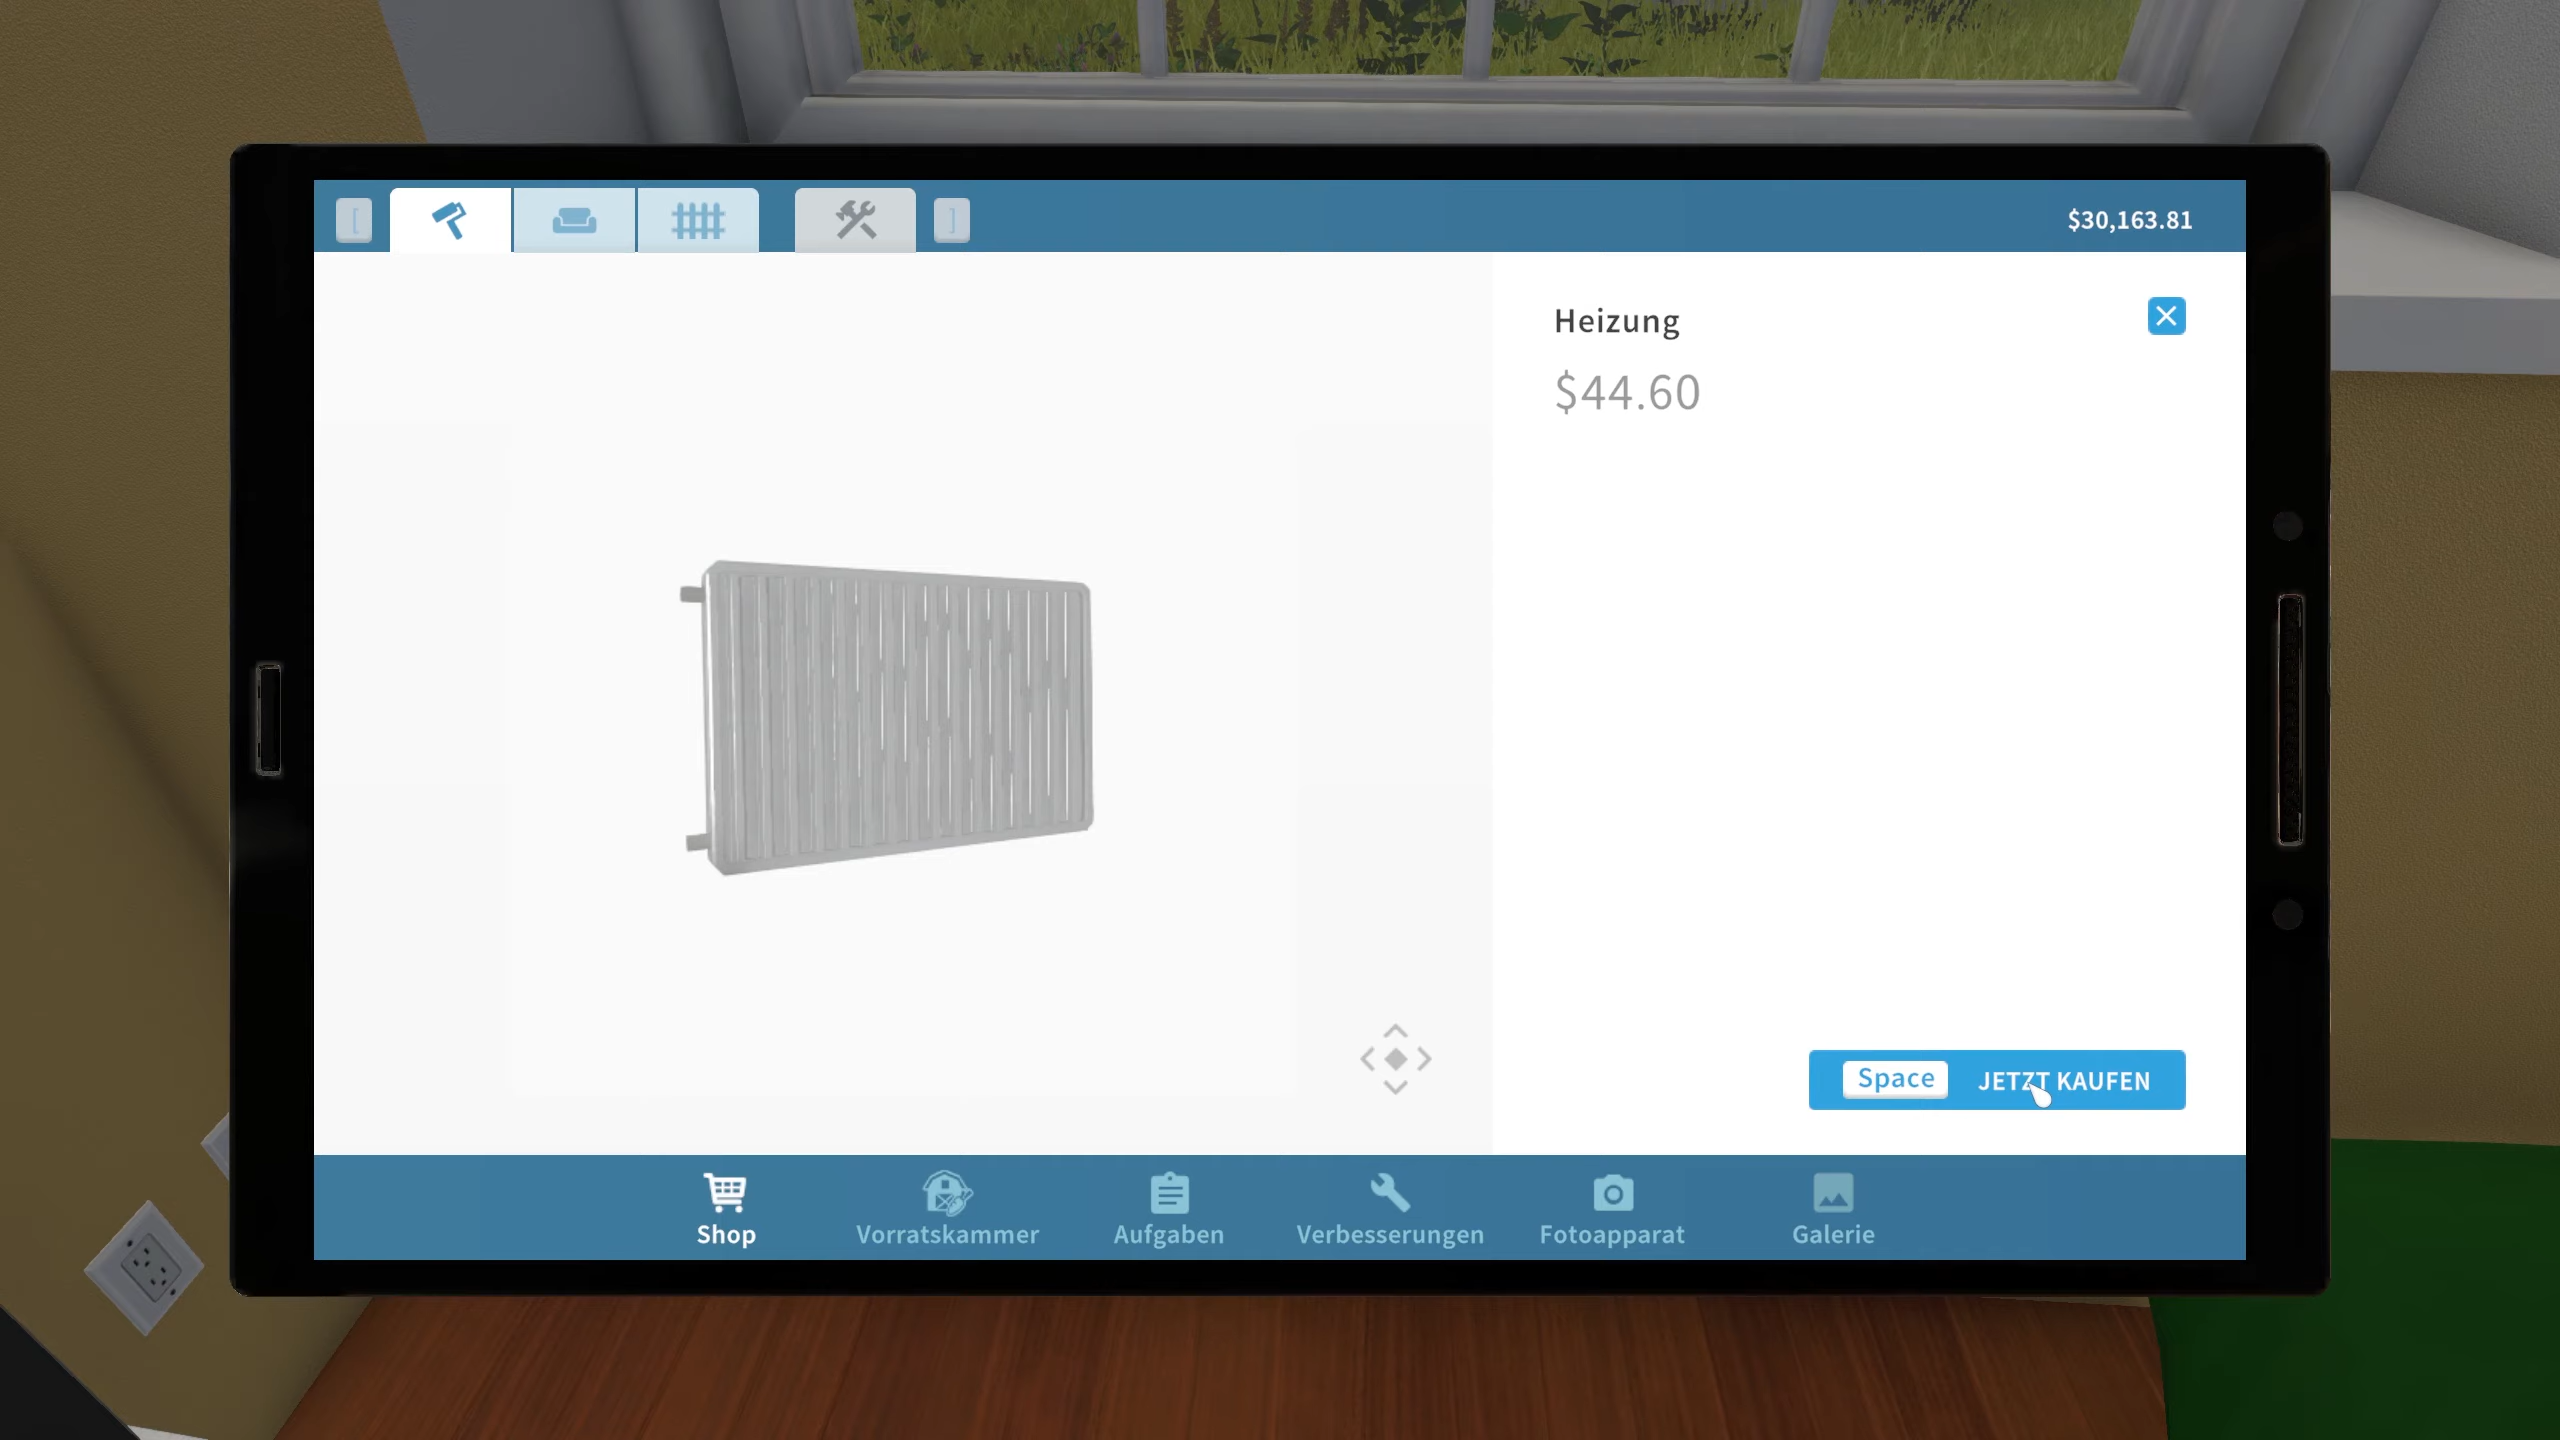 [
]
$30,163.81
Heizung
$44.60
Space JETZT KAUFEN
Shop
Vorratskammer
Aufgaben
Verbesserungen
Fotoapparat
Galerie